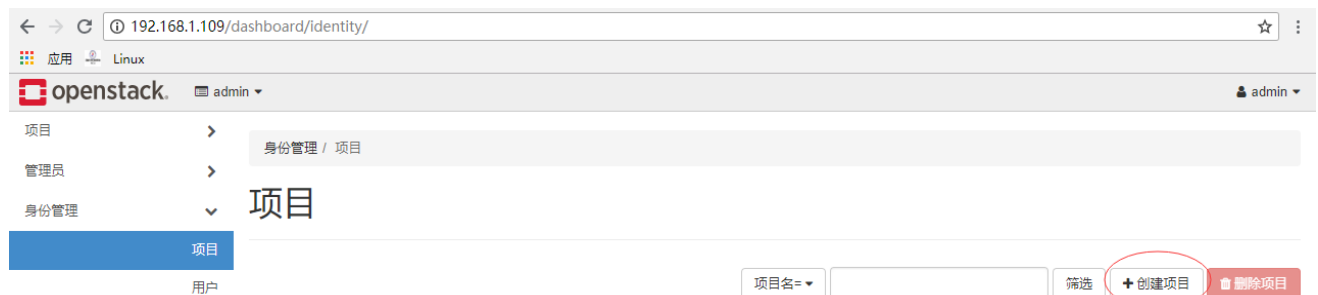 192.168.1.109/dashboard/identity/
应用 Linux
openstack. admin admin
项目
身份管理 / 项目
管理员
项目
身份管理
项目
项目名= 筛选 +创建项目 删除项目
用户